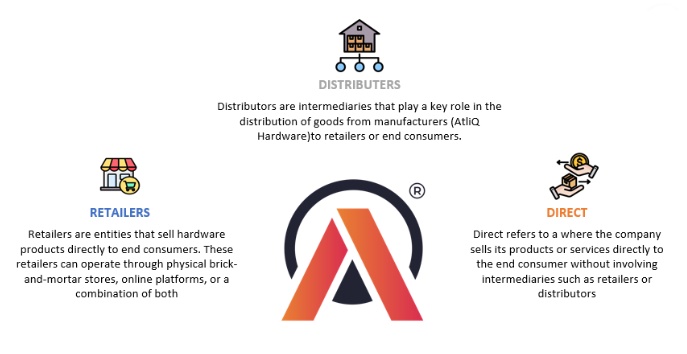 DISTRIBUTERS
Distributors are intermediaries that play a key role in the
distribution of goods from manufacturers (AtliQ
Hardware)to retailers or end consumers.
RETAILERS
Retailers are entities that sell hardware
products directly to end consumers. These
retailers can operate through physical brick-
and-mortar stores, online platforms, or a
combination of both
®
DIRECT
Direct refers to a where the company
sells its products or services directly to
the end consumer without involving
intermediaries such as retailers or
distributors